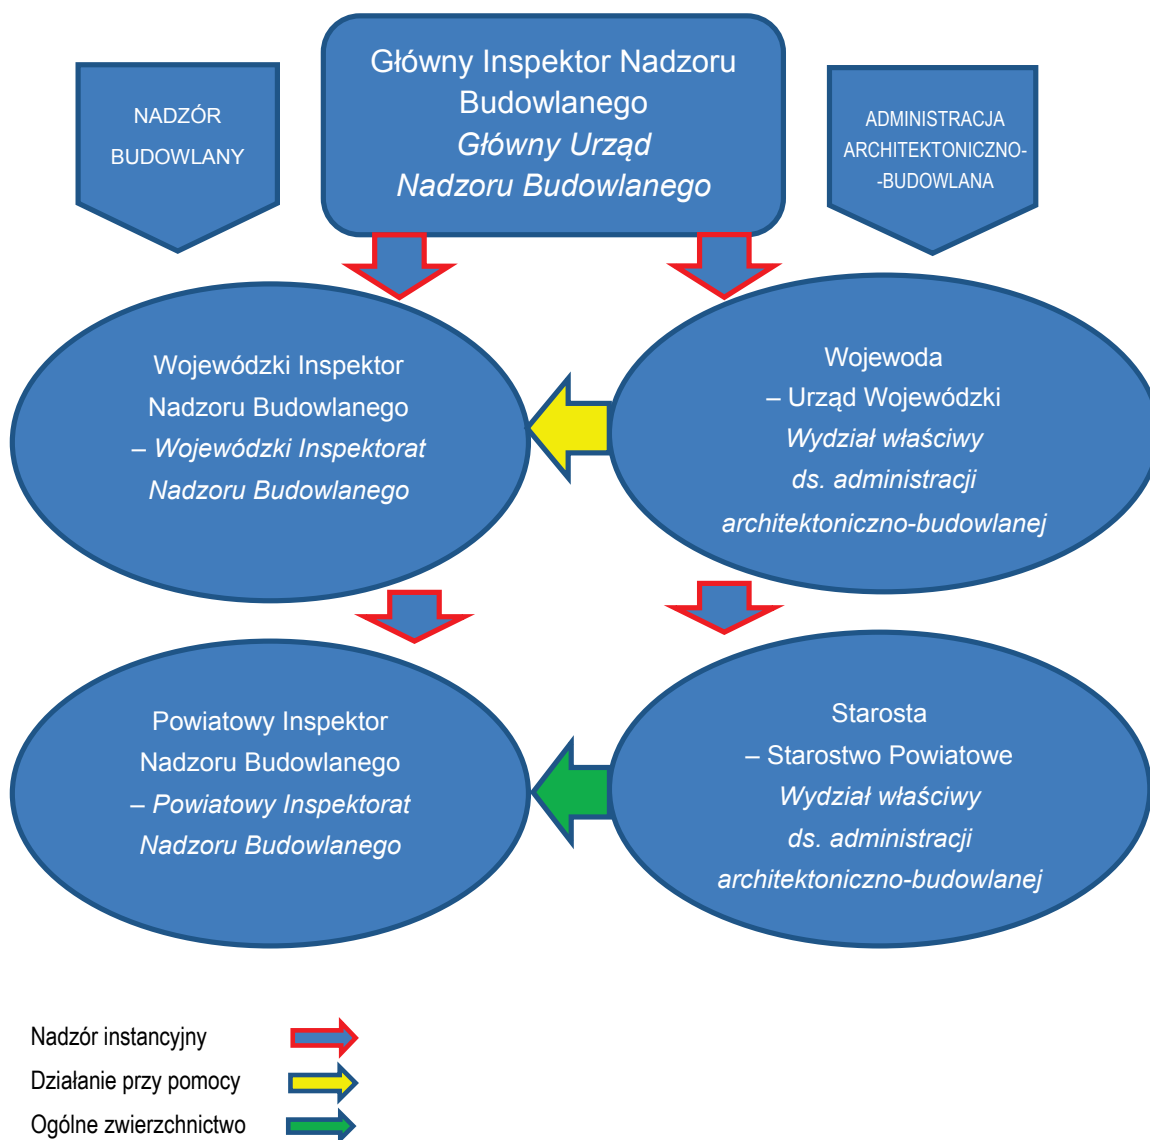 Główny Inspektor Nadzoru
Budowlanego
Główny Urząd
Nadzoru Budowlanego
NADZÓR
BUDOWLANY
ADMINISTRACJA
ARCHITEKTONICZNO-
-BUDOWLANA
Wojewódzki Inspektor
Nadzoru Budowlanego
– Wojewódzki Inspektorat
Nadzoru Budowlanego
Wojewoda
– Urząd Wojewódzki
Wydział właściwy
ds. administracji
architektoniczno-budowlanej
Powiatowy Inspektor
Nadzoru Budowlanego
– Powiatowy Inspektorat
Nadzoru Budowlanego
Starosta
– Starostwo Powiatowe
Wydział właściwy
ds. administracji
architektoniczno-budowlanej
Nadzór instancyjny
Działanie przy pomocy
Ogólne zwierzchnictwo